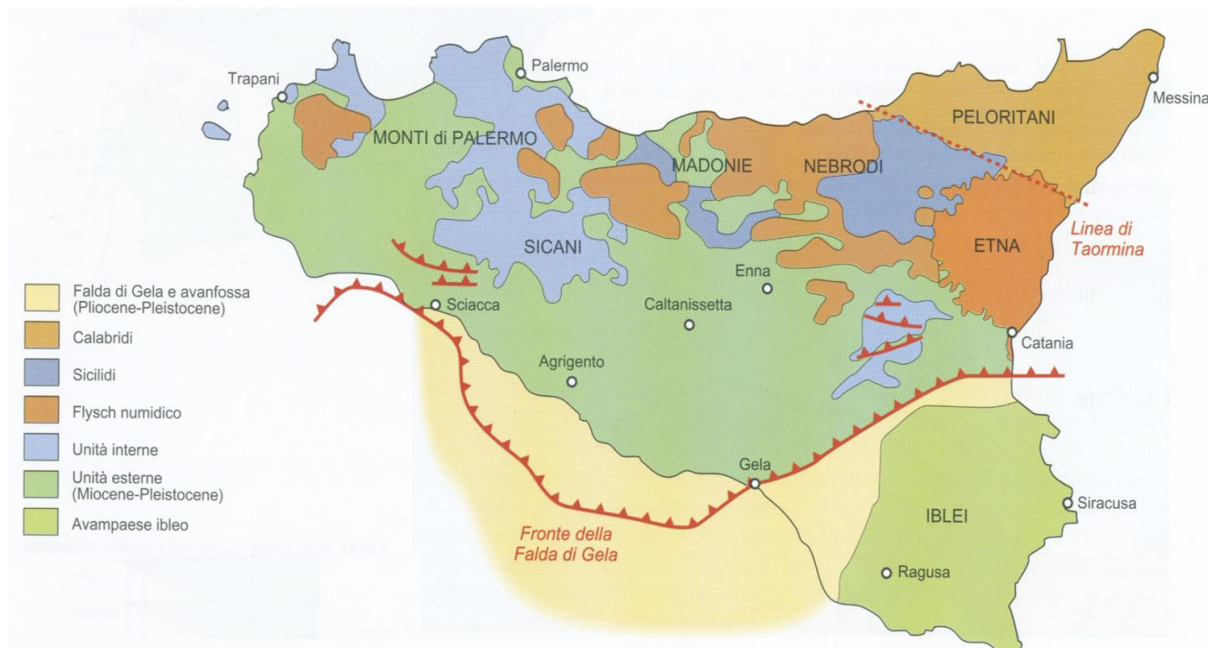 Palermo
Trapani
Messina
PELORITANI
MONTI di PALERMO
MADONIE
NEBRODI
Linea di
Taormina
SICANI
ETNA
Enna
Falda di Gela e avanfossa
(Pliocene-Pleistocene)
Sciacca
Caltanissetta
Calabridi
Catania
Sicilidi
Agrigento
Flysch numidico
Unità interne
Gela
Unità esterne
(Miocene-Pleistocene)
Siracusa
Avampaese ibleo
IBLEI
Fronte della
Falda di Gela
Ragusa